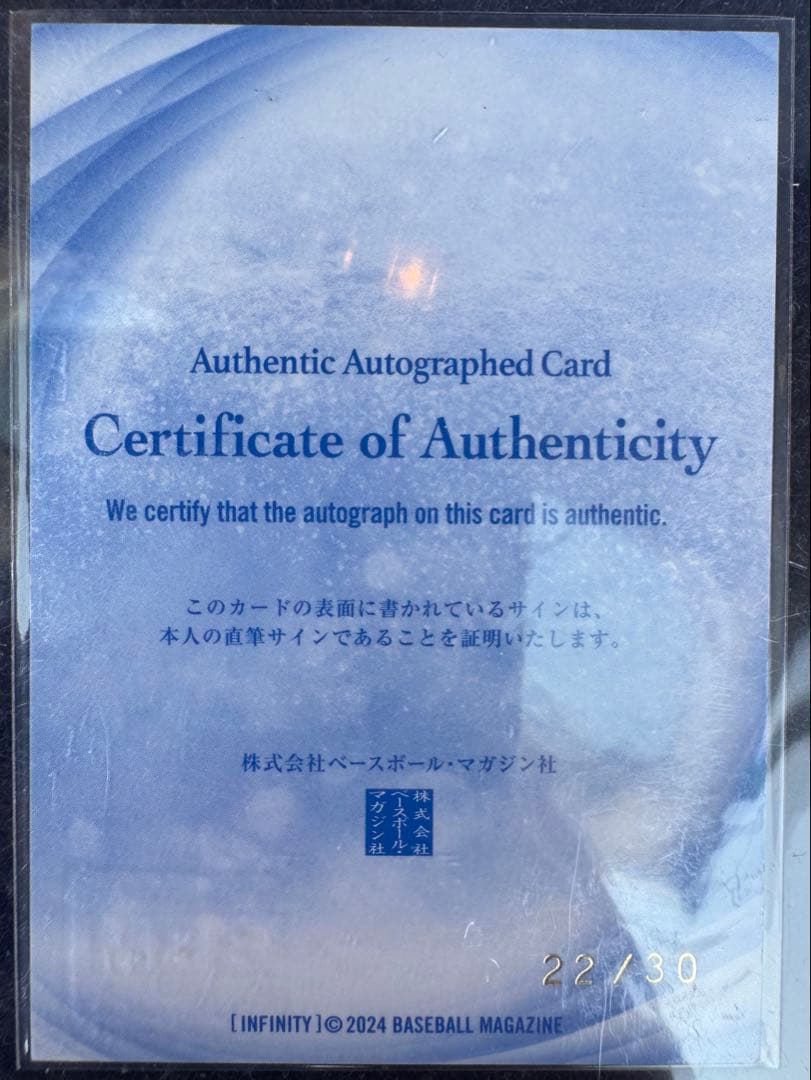 Authentic Autographed Card
Certificate of Authenticity
We certify that the autograph on this card is authentic.
このカードの表面に書かれているサインは、
本人の直筆サインであることを証明いたします。
株式会社ベースボール・マガジン社
株式会社
ベースボール・
マガジン社
22/30
[INFINITY]©2024 BASEBALL MAGAZINE